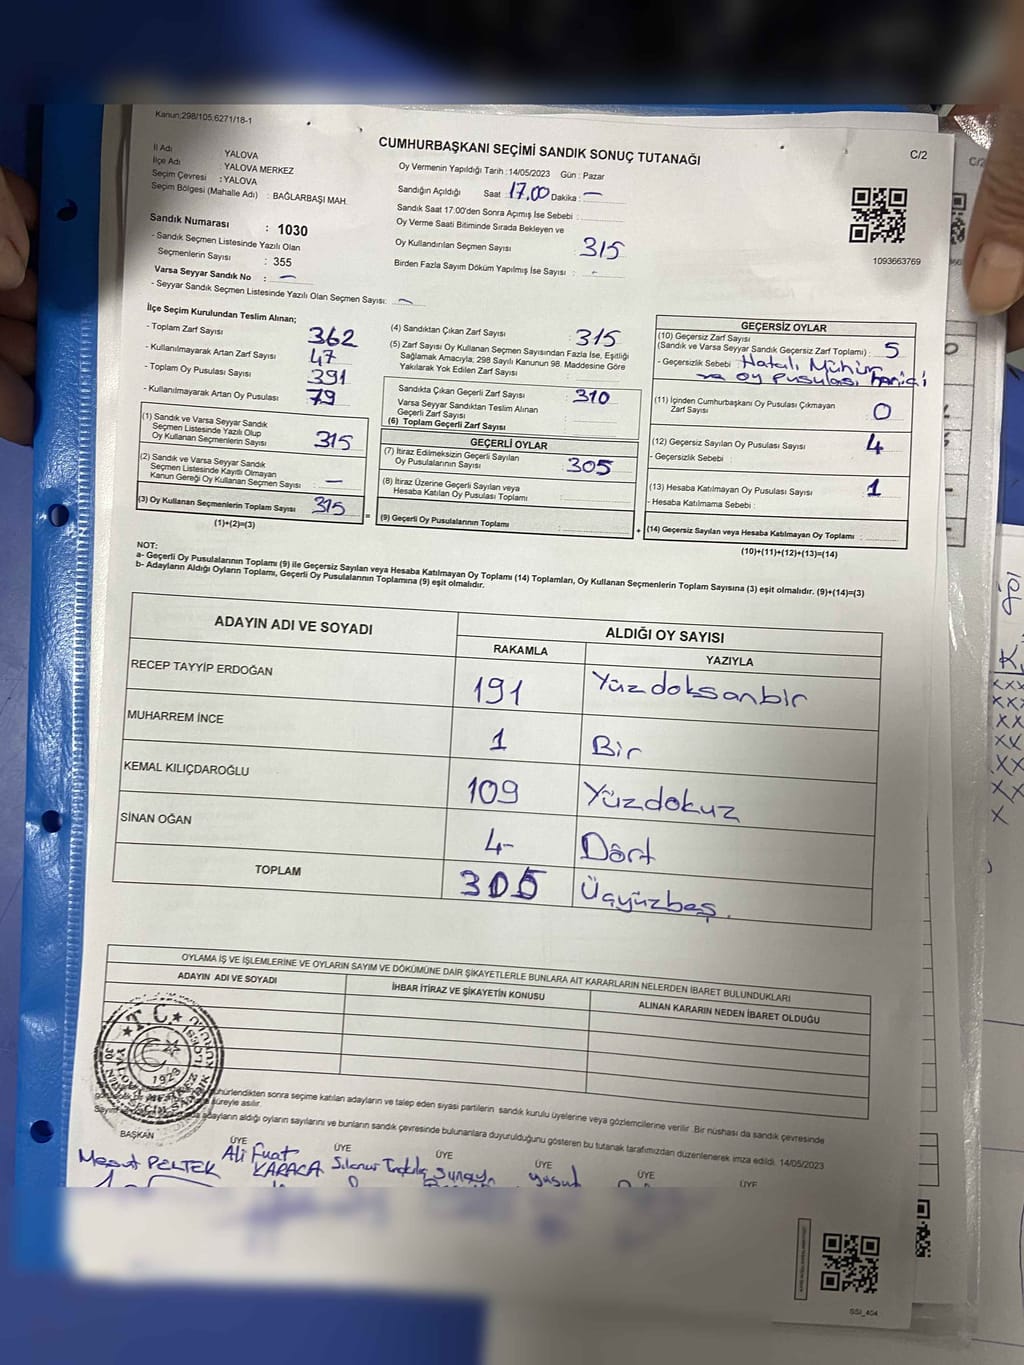 Kanun:298/105,6271/18-1
CUMHURBAŞKANI SEÇİMİ SANDIK SONUÇ TUTANAĞI
C/2
İl Adı : YALOVA
İlçe Adı : YALOVA MERKEZ
Seçim Çevresi : YALOVA
Seçim Bölgesi (Mahalle Adı) : BAĞLARBAŞI MAH.
Oy Vermenin Yapıldığı Tarih :14/05/2023 Gün : Pazar
Sandığın Açıldığı Saat 17.00 Dakika : —
Sandık Saat 17:00'den Sonra Açımış İse Sebebi :
Oy Verme Saati Bitiminde Sırada Bekleyen ve
Oy Kullandırılan Seçmen Sayısı : 315
Birden Fazla Sayım Döküm Yapılmış İse Sayısı : -
1093663769
Sandık Numarası : 1030
- Sandık Seçmen Listesinde Yazılı Olan
Seçmenlerin Sayısı : 355
Varsa Seyyar Sandık No : —
- Seyyar Sandık Seçmen Listesinde Yazılı Olan Seçmen Sayısı: —
İlçe Seçim Kurulundan Teslim Alınan;
- Toplam Zarf Sayısı 362
- Kullanılmayarak Artan Zarf Sayısı 47
- Toplam Oy Pusulası Sayısı 391
- Kullanılmayarak Artan Oy Pusulası 79
(1) Sandık ve Varsa Seyyar Sandık
Seçmen Listesinde Yazılı Olup
Oy Kullanan Seçmenlerin Sayısı : 315
(2) Sandık ve Varsa Seyyar Sandık
Seçmen Listesinde Kayıtlı Olmayan
Kanun Gereği Oy Kullanan Seçmen Sayısı : —
(3) Oy Kullanan Seçmenlerin Toplam Sayısı : 315
(1)+(2)=(3)
(4) Sandıktan Çıkan Zarf Sayısı : 315
(5) Zarf Sayısı Oy Kullanan Seçmen Sayısından Fazla İse, Eşitliği
Sağlamak Amacıyla; 298 Sayılı Kanunun 98. Maddesine Göre
Yakılarak Yok Edilen Zarf Sayısı :
Sandıkta Çıkan Geçerli Zarf Sayısı : 310
Varsa Seyyar Sandıktan Teslim Alınan
Geçerli Zarf Sayısı
(6) Toplam Geçerli Zarf Sayısı
GEÇERLİ OYLAR
(7) İtiraz Edilmeksizin Geçerli Sayılan
Oy Pusulalarının Sayısı : 305
(8) İtiraz Üzerine Geçerli Sayılan veya
Hesaba Katılan Oy Pusulası Toplamı :
= (9) Geçerli Oy Pusulalarının Toplamı :
GEÇERSİZ OYLAR
(10) Geçersiz Zarf Sayısı
(Sandık ve Varsa Seyyar Sandık Geçersiz Zarf Toplamı) : 5
- Geçersizlik Sebebi : Hatalı Mühür
ve oy pusulası harici
(11) İçinden Cumhurbaşkanı Oy Pusulası Çıkmayan
Zarf Sayısı : 0
(12) Geçersiz Sayılan Oy Pusulası Sayısı : 4
- Geçersizlik Sebebi :
(13) Hesaba Katılmayan Oy Pusulası Sayısı : 1
- Hesaba Katılmama Sebebi :
+ (14) Geçersiz Sayılan veya Hesaba Katılmayan Oy Toplamı :
(10)+(11)+(12)+(13)=(14)
NOT:
a- Geçerli Oy Pusulalarının Toplamı (9) ile Geçersiz Sayılan veya Hesaba Katılmayan Oy Toplamı (14) Toplamları, Oy Kullanan Seçmenlerin Toplam Sayısına (3) eşit olmalıdır. (9)+(14)=(3)
b- Adayların Aldığı Oyların Toplamı, Geçerli Oy Pusulalarının Toplamına (9) eşit olmalıdır.
ADAYIN ADI VE SOYADI
ALDIĞI OY SAYISI
RAKAMLA YAZIYLA
RECEP TAYYİP ERDOĞAN 191 Yüzdoksanbir
MUHARREM İNCE 1 Bir
KEMAL KILIÇDAROĞLU 109 Yüzdokuz
SİNAN OĞAN 4- Dört
TOPLAM 305 Üçyüzbeş.
OYLAMA İŞ VE İŞLEMLERİNE VE OYLARIN SAYIM VE DÖKÜMÜNE DAİR ŞİKAYETLERLE BUNLARA AİT KARARLARIN NELERDEN İBARET BULUNDUKLARI
ADAYIN ADI VE SOYADI İHBAR İTİRAZ VE ŞİKAYETİN KONUSU ALINAN KARARIN NEDEN İBARET OLDUĞU
T.C.
1923
sonra seçime katılan adayların ve talep eden siyasi partilerin sandık kurulu üyelerine veya gözlemcilerine verilir. Bir nüshası da sandık çevresinde
süreyle asılır.
adayların aldığı oyların sayılarını ve bunların sandık çevresinde bulunanlara duyurulduğunu gösteren bu tutanak tarafımızdan düzenlenerek imza edildi. 14/05/2023
BAŞKAN ÜYE ÜYE ÜYE ÜYE ÜYE ÜYE
Mesut PELTEK Ali Fuat
KARACA
SSI_404